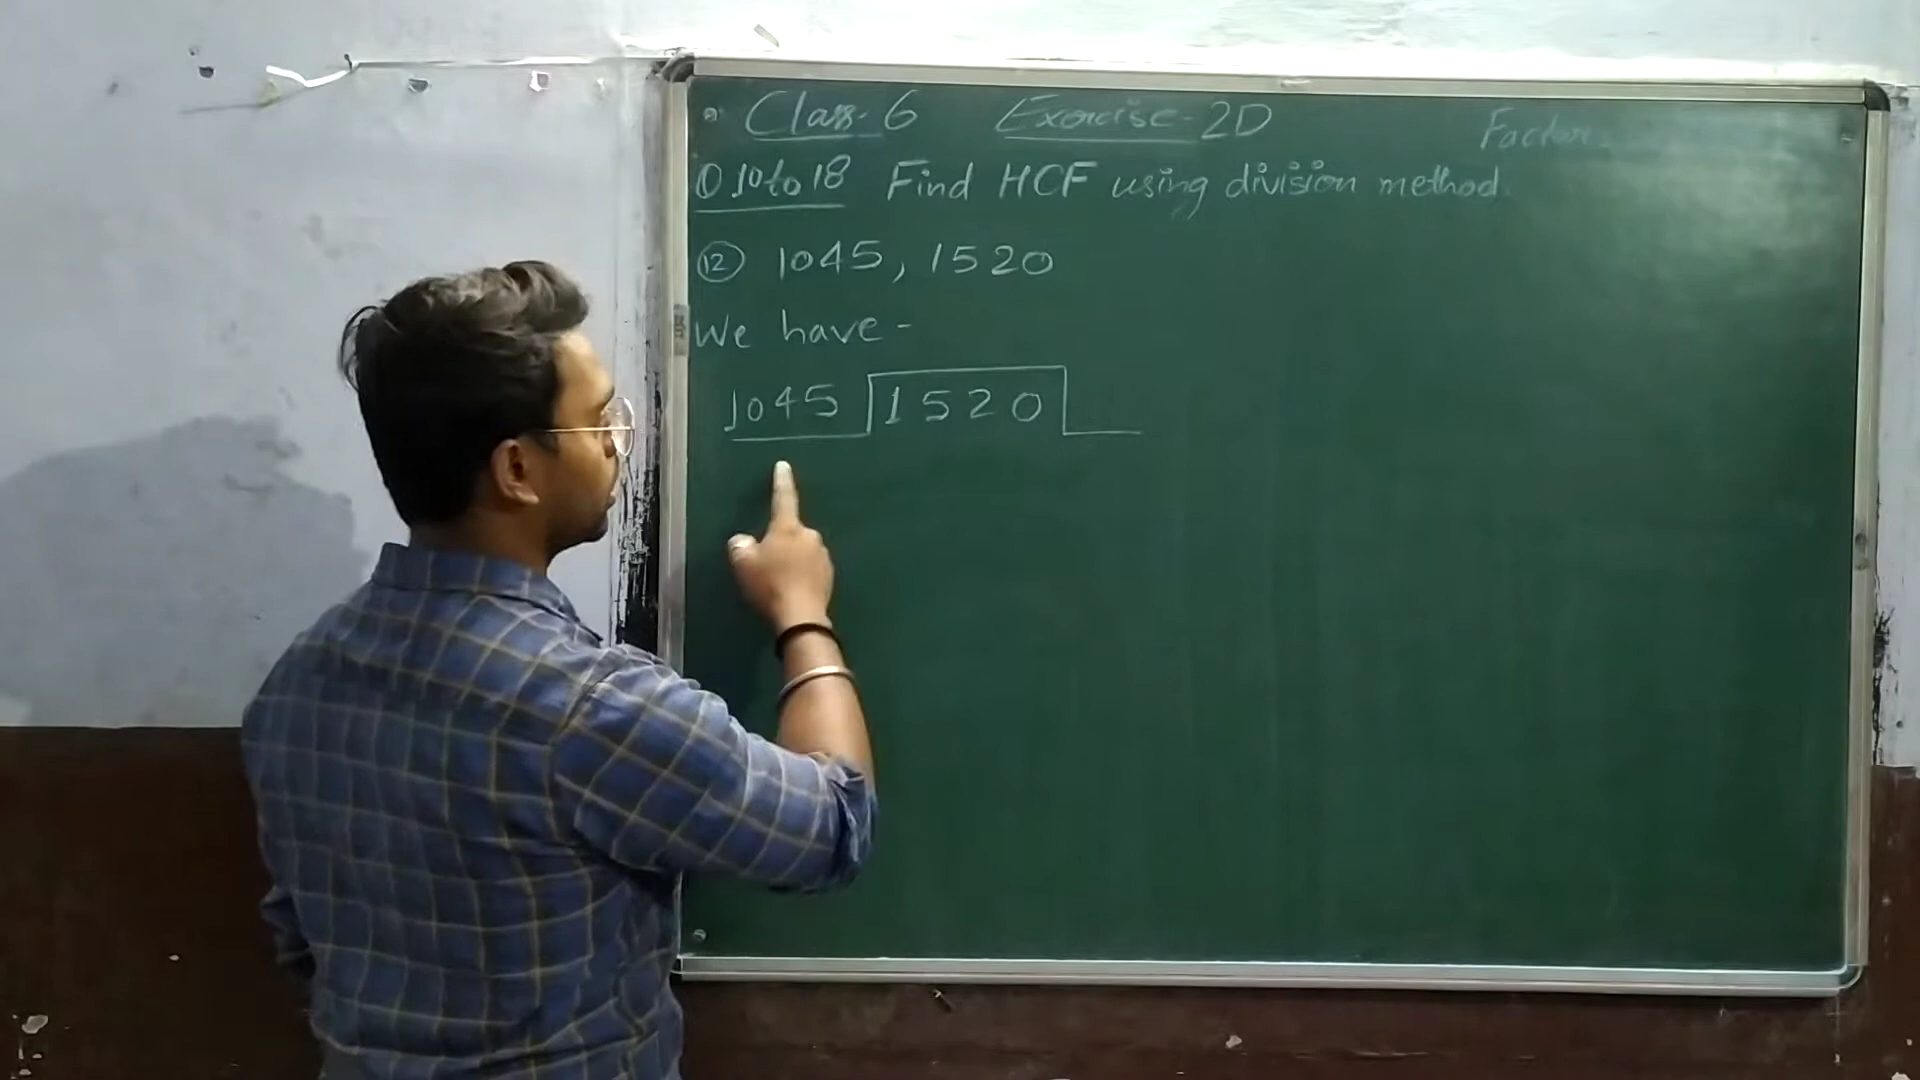 Class-6 Exercise-2D Factor
Q 10 to 18 Find HCF using division method.
12 1045, 1520
We have -
1045 1520